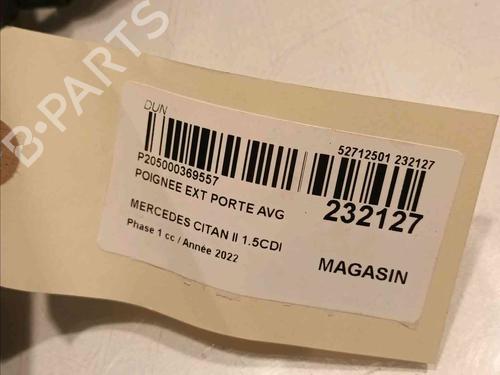 B-PARTS
DUN
52712501 232127
P205000369557
POIGNEE EXT PORTE AVG
232127
MERCEDES CITAN II 1.5CDI
Phase 1 cc / Année 2022
MAGASIN